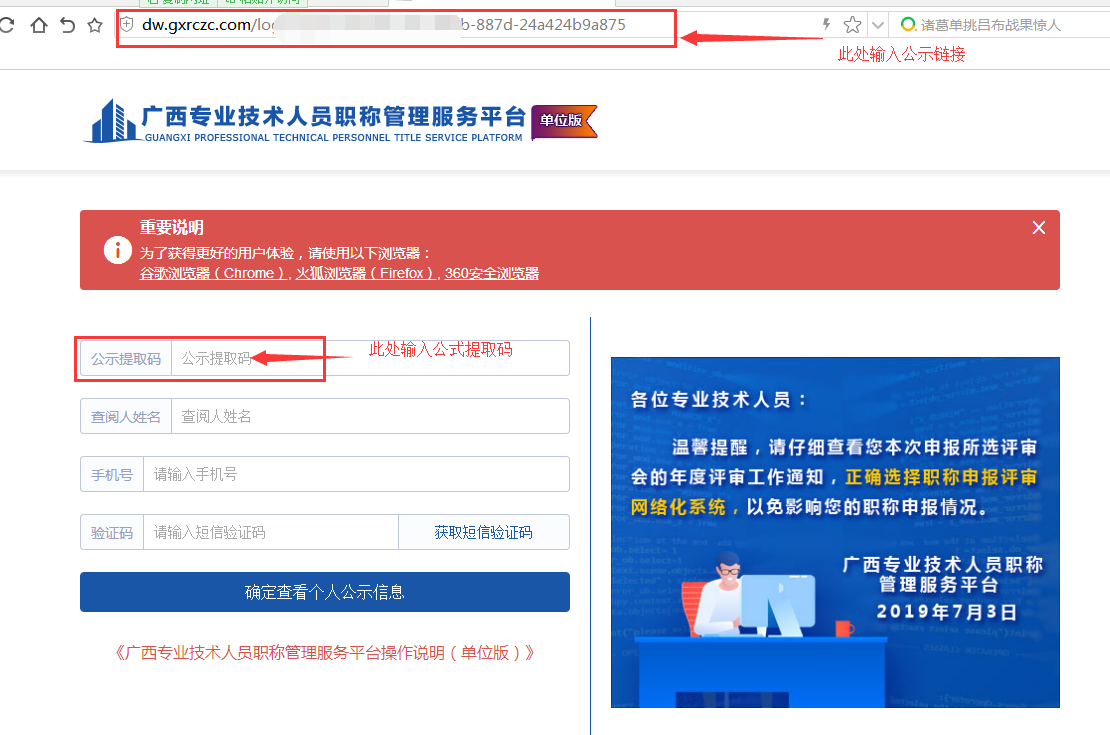 dw.gxrczc.com/log
b-887d-24a424b9a875
诸葛单挑吕布战果惊人
此处输入公示链接
广西专业技术人员职称管理服务平台
单位版
GUANGXI PROFESSIONAL TECHNICAL PERSONNEL TITLE SERVICE PLATFORM
重要说明
为了获得更好的用户体验，请使用以下浏览器：
谷歌浏览器（Chrome）, 火狐浏览器（Firefox）, 360安全浏览器
公示提取码 公示提取码
此处输入公式提取码
查阅人姓名 查阅人姓名
手机号 请输入手机号
验证码 请输入短信验证码 获取短信验证码
确定查看个人公示信息
《广西专业技术人员职称管理服务平台操作说明（单位版）》
各位专业技术人员：
温馨提醒，请仔细查看您本次申报所选评审
会的年度评审工作通知，正确选择职称申报评审
网络化系统，以免影响您的职称申报情况。
广西专业技术人员职称
管理服务平台
2019年7月3日